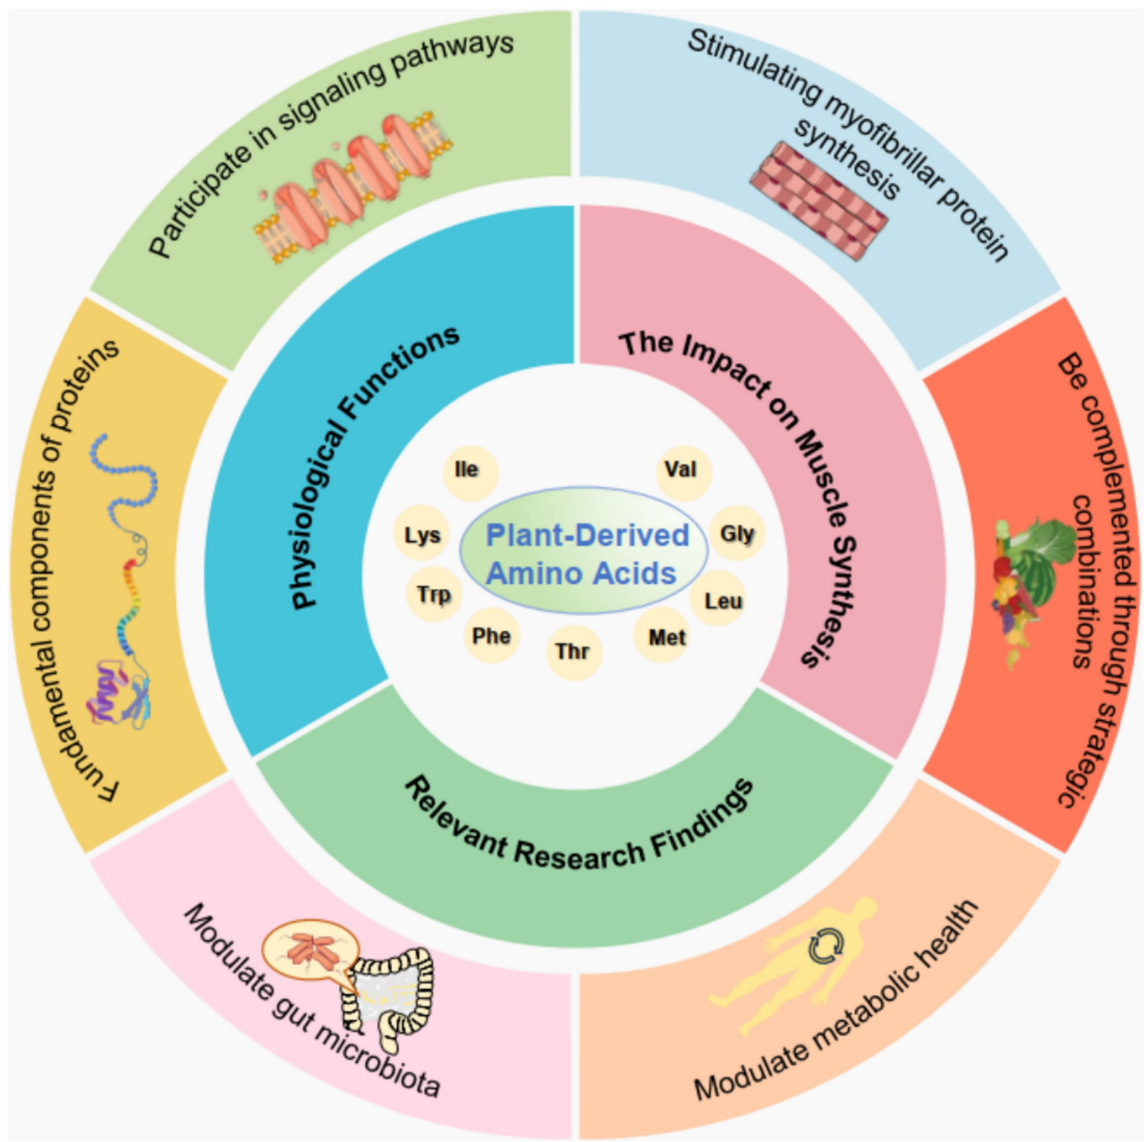 Participate in signaling pathways
Stimulating myofibrillar protein
synthesis
Fundamental components of proteins
Physiological Functions
The Impact on Muscle Synthesis
Be complemented through strategic
combinations
Ile
Val
Lys
Gly
Plant-Derived
Amino Acids
Trp
Leu
Phe
Met
Thr
Relevant Research Findings
Modulate gut microbiota
Modulate metabolic health